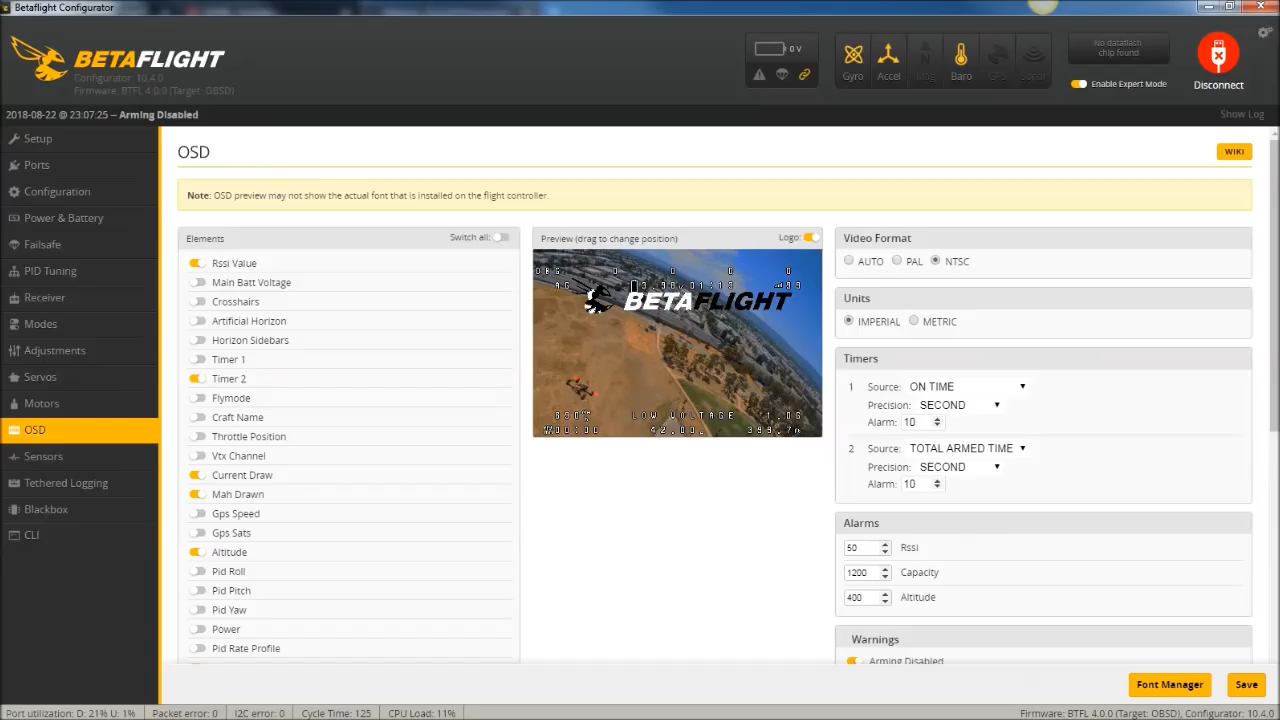 Betaflight Configurator
BETAFLIGHT
Configurator: 10.4.0
Firmware: BTFL 4.0.0 (Target: OBSD)
0 V
Gyro
Accel
Mag
Baro
GPS
Sonar
No dataflash
chip found
Enable Expert Mode
Disconnect
2018-08-22 @ 23:07:25 -- Arming Disabled
Show Log
Setup
Ports
Configuration
Power & Battery
Failsafe
PID Tuning
Receiver
Modes
Adjustments
Servos
Motors
OSD
Sensors
Tethered Logging
Blackbox
CLI
OSD
WIKI
Note: OSD preview may not show the actual font that is installed on the flight controller.
Elements
Switch all:
Rssi Value
Main Batt Voltage
Crosshairs
Artificial Horizon
Horizon Sidebars
Timer 1
Timer 2
Flymode
Craft Name
Throttle Position
Vtx Channel
Current Draw
Mah Drawn
Gps Speed
Gps Sats
Altitude
Pid Roll
Pid Pitch
Pid Yaw
Power
Pid Rate Profile
Preview (drag to change position)
Logo:
BETAFLIGHT
LOW VOLTAGE
Video Format
AUTO
PAL
NTSC
Units
IMPERIAL
METRIC
Timers
1 Source: ON TIME
Precision: SECOND
Alarm: 10
2 Source: TOTAL ARMED TIME
Precision: SECOND
Alarm: 10
Alarms
50 Rssi
1200 Capacity
400 Altitude
Warnings
Arming Disabled
Font Manager
Save
Port utilization: D: 21% U: 1%
Packet error: 0
I2C error: 0
Cycle Time: 125
CPU Load: 11%
Firmware: BTFL 4.0.0 (Target: OBSD), Configurator: 10.4.0